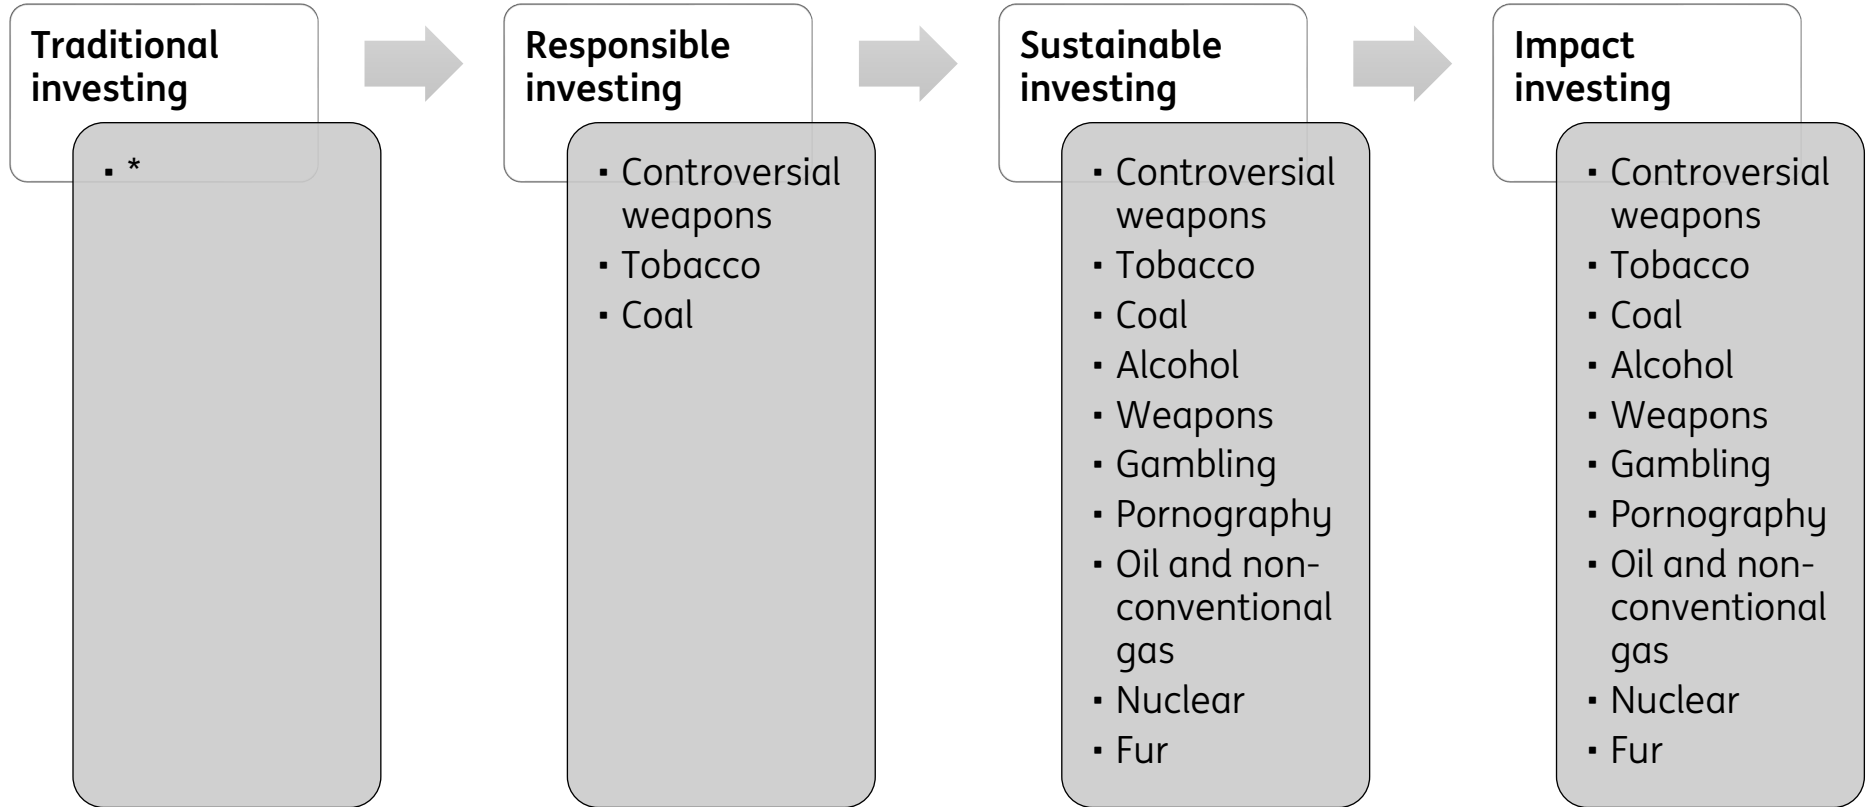 Traditional
investing
▪ *
Responsible
investing
▪ Controversial
weapons
▪ Tobacco
▪ Coal
Sustainable
investing
▪ Controversial
weapons
▪ Tobacco
▪ Coal
▪ Alcohol
▪ Weapons
▪ Gambling
▪ Pornography
▪ Oil and non-
conventional
gas
▪ Nuclear
▪ Fur
Impact
investing
▪ Controversial
weapons
▪ Tobacco
▪ Coal
▪ Alcohol
▪ Weapons
▪ Gambling
▪ Pornography
▪ Oil and non-
conventional
gas
▪ Nuclear
▪ Fur